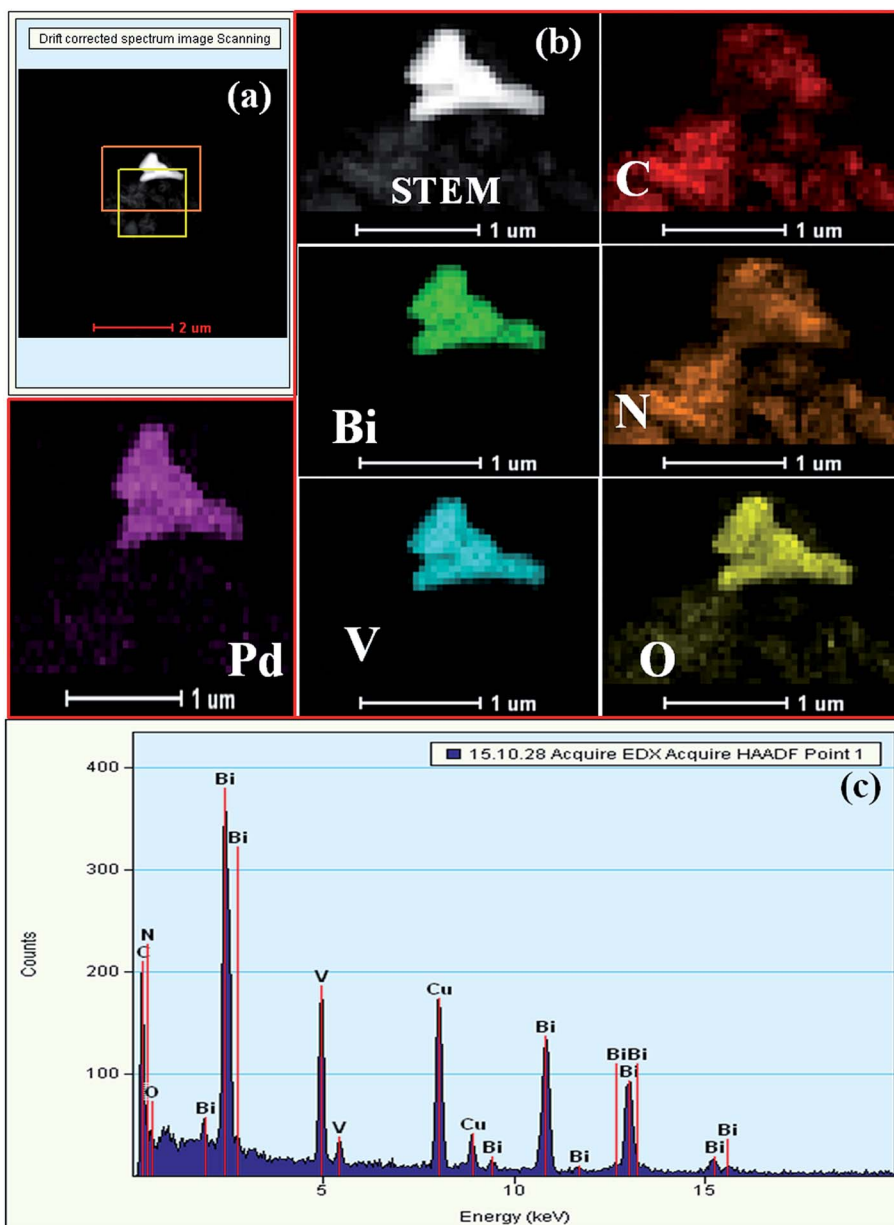 Drift corrected spectrum image Scanning
(a)
2 um
(b)
STEM
1 um
C
1 um
Bi
1 um
N
1 um
Pd
1 um
V
1 um
O
1 um
15.10.28 Acquire EDX Acquire HAADF Point 1
(c)
400
300
200
100
Counts
Bi
Bi
N
C
O
Bi
V
V
Cu
Cu
Bi
Bi
Bi
BiBi
Bi
Bi
Bi
5
10
15
Energy (keV)